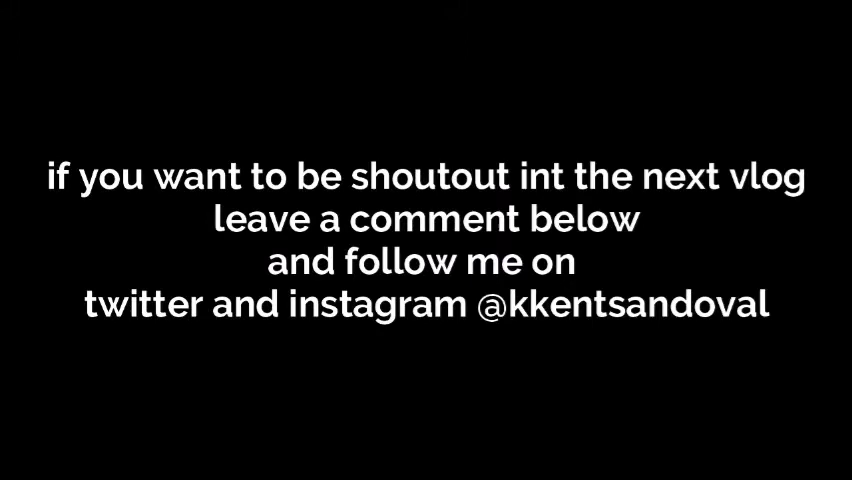 if you want to be shoutout int the next vlog
leave a comment below
and follow me on
twitter and instagram @kkentsandoval